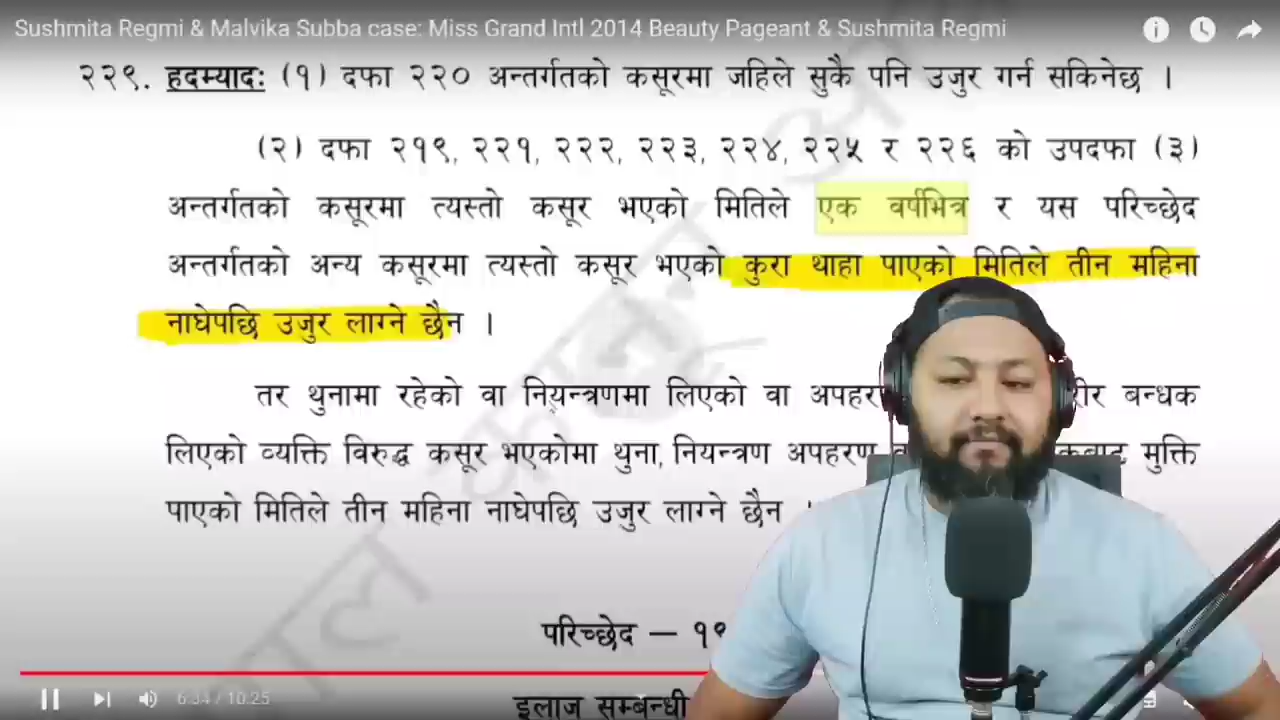 Sushmita Regmi & Malvika Subba case: Miss Grand Intl 2014 Beauty Pageant & Sushmita Regmi
२२९. हदम्यादः (१) दफा २२० अन्तर्गतको कसूरमा जहिले सुकै पनि उजुर गर्न सकिनेछ ।
(२) दफा २१९, २२१, २२२, २२३, २२४, २२५ र २२६ को उपदफा (३)
अन्तर्गतको कसूरमा त्यस्तो कसूर भएको मितिले एक वर्षभित्र र यस परिच्छेद
अन्तर्गतको अन्य कसूरमा त्यस्तो कसूर भएको कुरा थाहा पाएको मितिले तीन महिना
नाघेपछि उजुर लाग्ने छैन ।
तर थुनामा रहेको वा नियन्त्रणमा लिएको वा बन्धक
लिएको व्यक्ति विरुद्ध कसूर भएकोमा थुना, नियन्त्रण अपहरण मुक्ति
पाएको मितिले तीन महिना नाघेपछि उजुर लाग्ने छैन ।
परिच्छेद –
इलाज सम्बन्धी
6:34 / 10:25